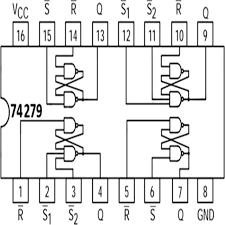 V_CC S̅ R̅ Q S̅₁ S̅₂ R̅ Q
16 15 14 13 12 11 10 9
74279
1 2 3 4 5 6 7 8
R̅ S̅₁ S̅₂ Q R̅ S̅ Q GND